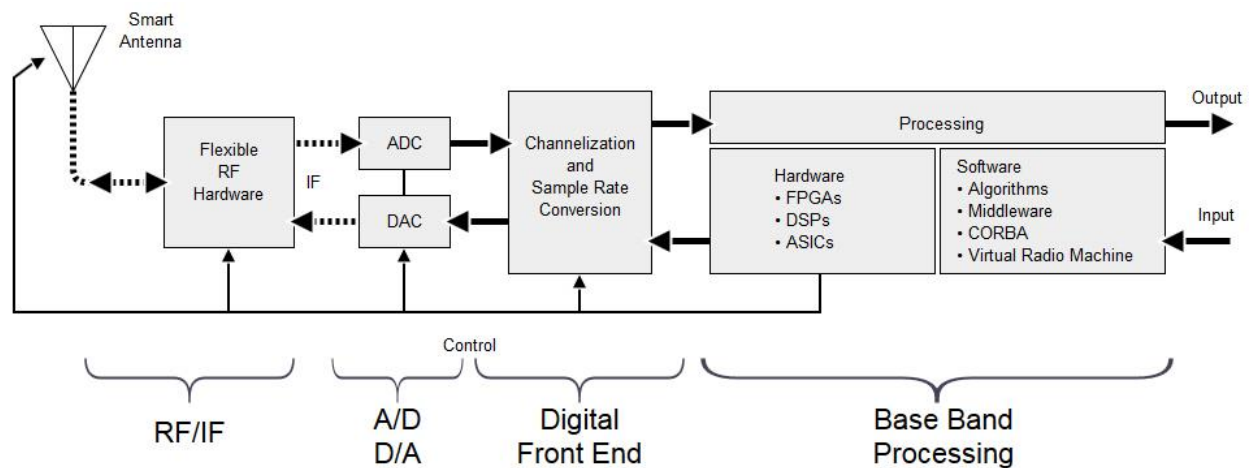 Smart
Antenna
Flexible
RF
Hardware
IF
ADC
DAC
Channelization
and
Sample Rate
Conversion
Processing
Hardware
• FPGAs
• DSPs
• ASICs
Software
• Algorithms
• Middleware
• CORBA
• Virtual Radio Machine
Output
Input
Control
RF/IF
A/D
D/A
Digital
Front End
Base Band
Processing